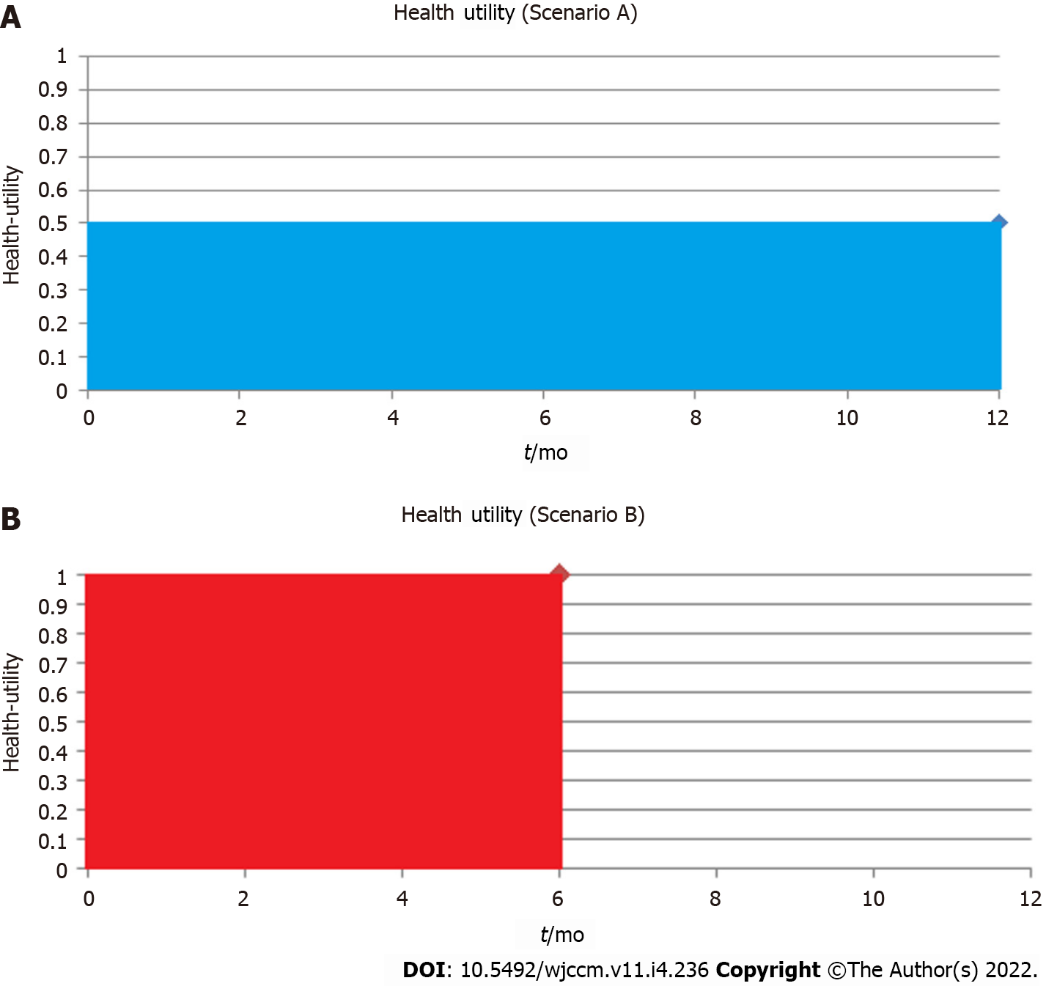 A
Health utility (Scenario A)
1
0.9
0.8
0.7
0.6
0.5
0.4
0.3
0.2
0.1
0
Health-utility
0 2 4 6 8 10 12
t/mo
B
Health utility (Scenario B)
1
0.9
0.8
0.7
0.6
0.5
0.4
0.3
0.2
0.1
0
Health-utility
0 2 4 6 8 10 12
t/mo
DOI: 10.5492/wjccm.v11.i4.236 Copyright ©The Author(s) 2022.